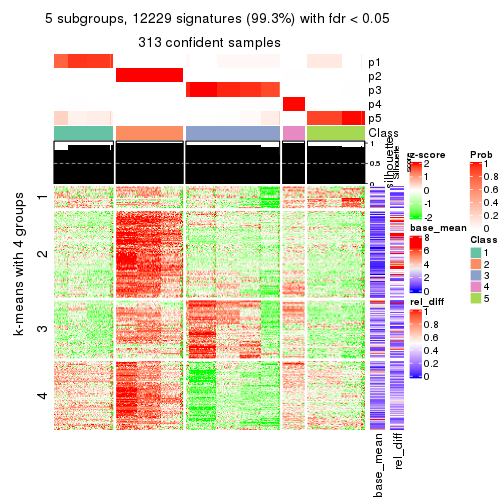 5 subgroups, 12229 signatures (99.3%) with fdr < 0.05
313 confident samples
p1
p2
p3
p4
p5
Class
1
0.5
0
silhouette
Silhouette
score
k-means with 4 groups
1
2
3
4
base_mean
rel_diff
z-score
2
1
0
-1
-2
base_mean
8
6
4
2
0
rel_diff
1
0.8
0.6
0.4
0.2
0
Prob
1
0.8
0.6
0.4
0.2
0
Class
1
2
3
4
5